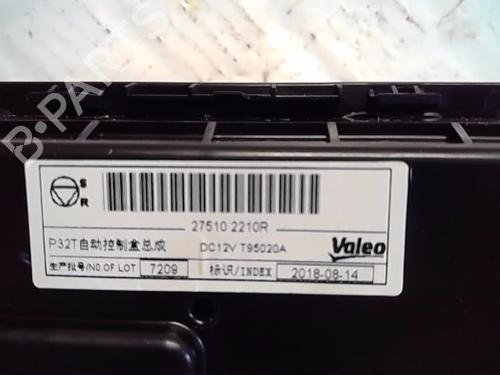 B-PARTS
S
R
27510 2210R
P32T自动控制盒总成 DC12V T95020A Valeo
生产批号/NO.OF LOT 7209 标识/INDEX 2018-08-14